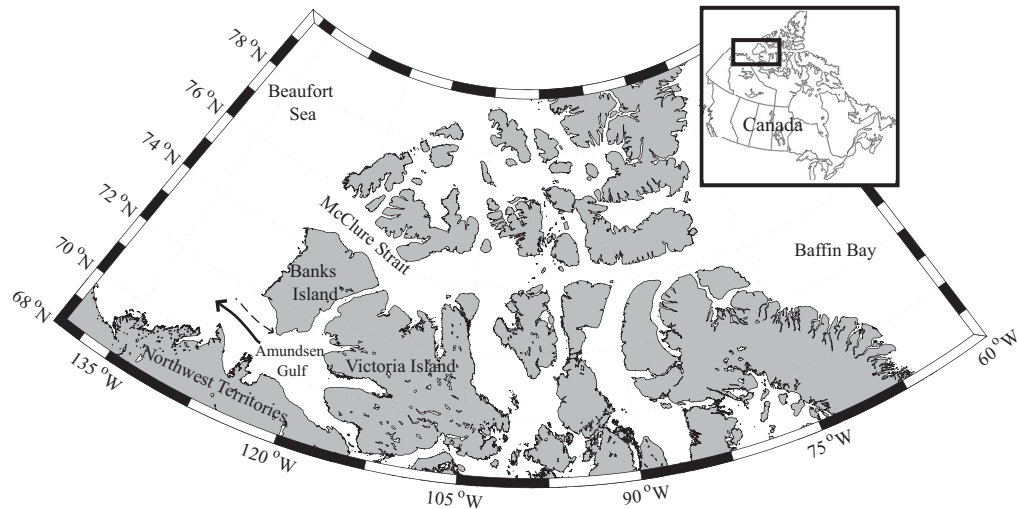 78 °N
76 °N
74 °N
72 °N
70 °N
68 °N
Beaufort
Sea
McClure Strait
Banks
Island
Amundsen
Gulf
Victoria Island
Northwest Territories
Baffin Bay
Canada
135 °W
120 °W
105 °W
90 °W
75 °W
60 °W